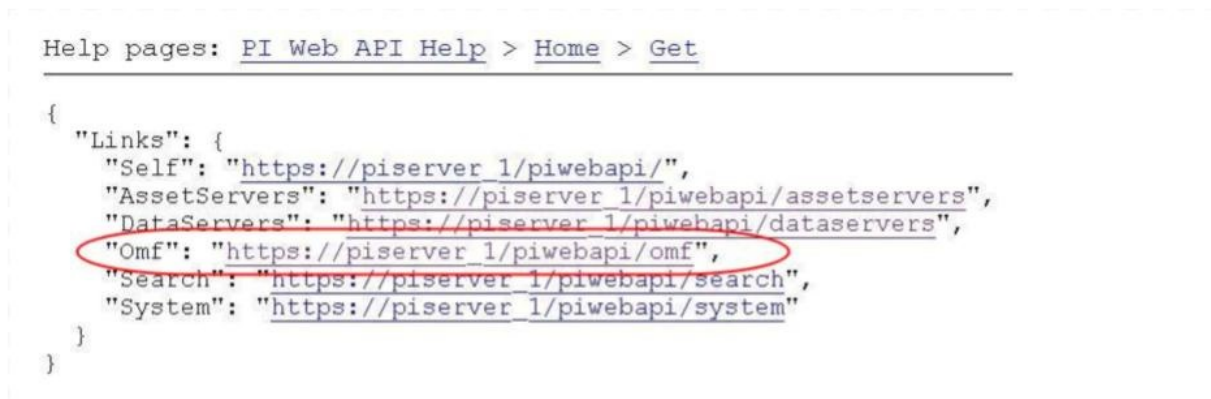 Help pages: PI Web API Help > Home > Get
{
"Links": {
"Self": "https://piserver_1/piwebapi/",
"AssetServers": "https://piserver_1/piwebapi/assetservers",
"DataServers": "https://piserver_1/piwebapi/dataservers",
"Omf": "https://piserver_1/piwebapi/omf",
"Search": "https://piserver_1/piwebapi/search",
"System": "https://piserver_1/piwebapi/system"
}
}